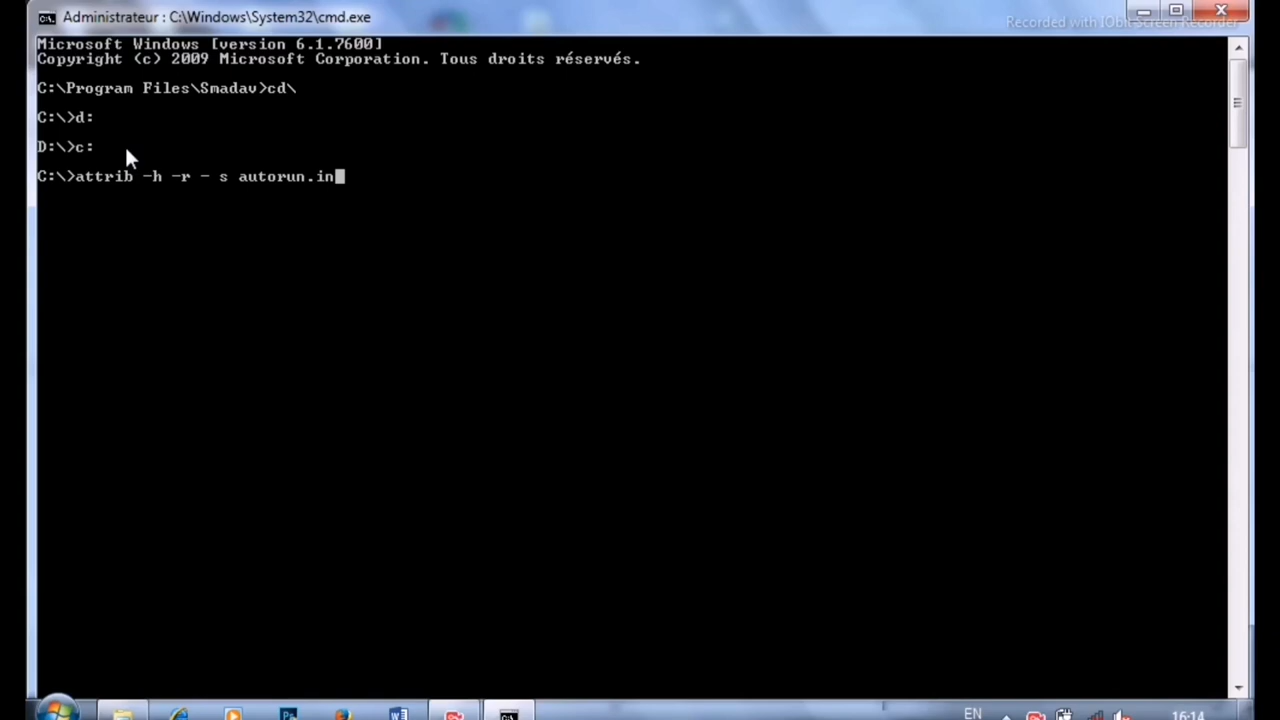 Administrateur : C:\Windows\System32\cmd.exe
Recorded with IObit Screen Recorder
Microsoft Windows [version 6.1.7600]
Copyright (c) 2009 Microsoft Corporation. Tous droits réservés.
C:\Program Files\Smadav>cd\
C:\>d:
D:\>c:
C:\>attrib -h -r - s autorun.in
EN
16:14